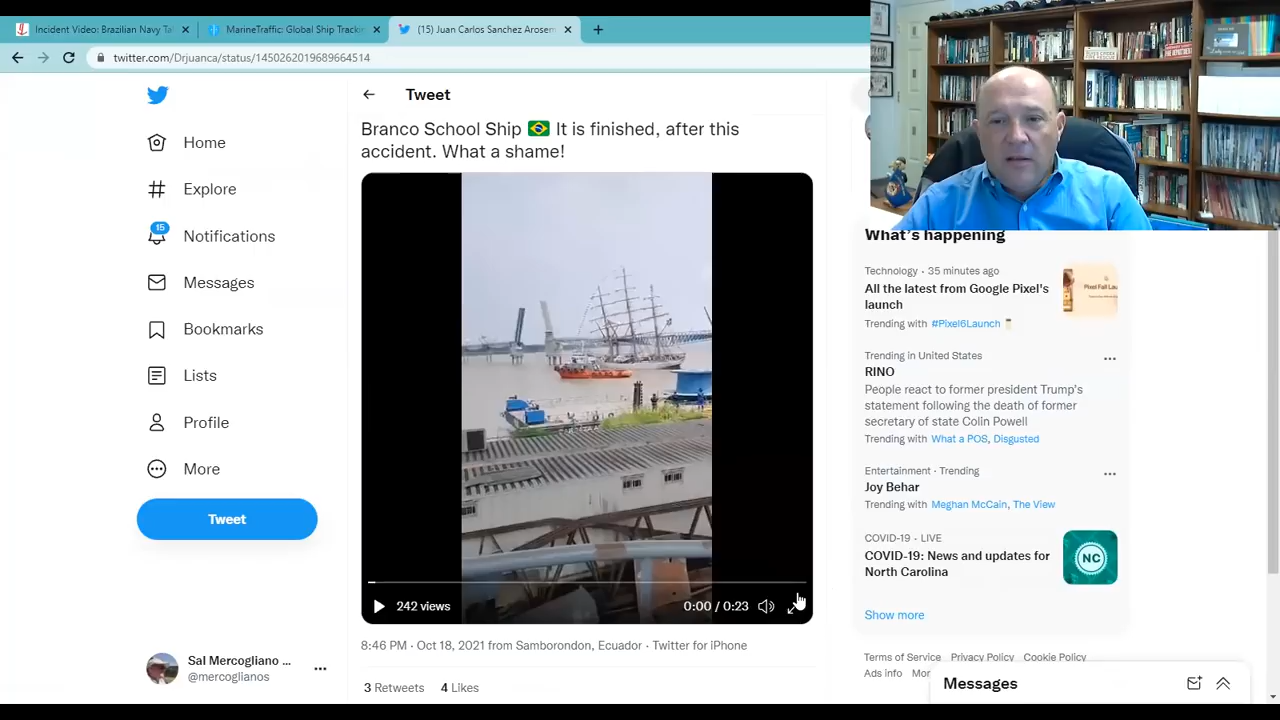 Incident Video: Brazilian Navy Ta
MarineTraffic: Global Ship Trackin
(15) Juan Carlos Sanchez Arosem
twitter.com/Drjuanca/status/1450262019689664514
Home
Explore
15
Notifications
Messages
Bookmarks
Lists
Profile
More
Tweet
Sal Mercogliano ...
@mercoglianos
Tweet
Branco School Ship 🇧🇷 It is finished, after this
accident. What a shame!
242 views
0:00 / 0:23
8:46 PM · Oct 18, 2021 from Samborondon, Ecuador · Twitter for iPhone
3 Retweets 4 Likes
What's happening
Technology · 35 minutes ago
All the latest from Google Pixel's
launch
Trending with #Pixel6Launch
Trending in United States
RINO
People react to former president Trump's
statement following the death of former
secretary of state Colin Powell
Trending with What a POS, Disgusted
Entertainment · Trending
Joy Behar
Trending with Meghan McCain, The View
COVID-19 · LIVE
COVID-19: News and updates for
North Carolina
NC
Show more
Terms of Service Privacy Policy Cookie Policy
Ads info Mor
Messages